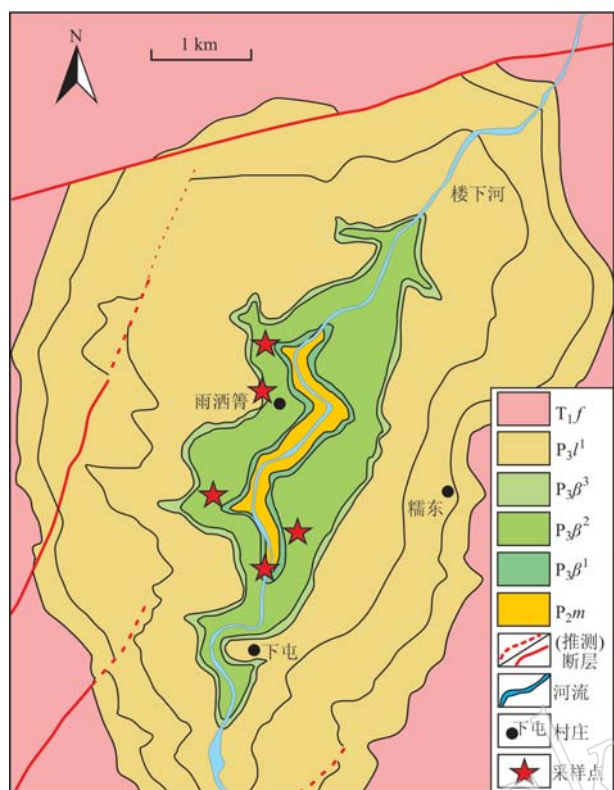 N
1 km
楼下河
雨洒箐
糯东
下屯
T₁f
P₃l¹
P₃β³
P₃β²
P₃β¹
P₂m
(推测)
断层
河流
下屯 村庄
采样点